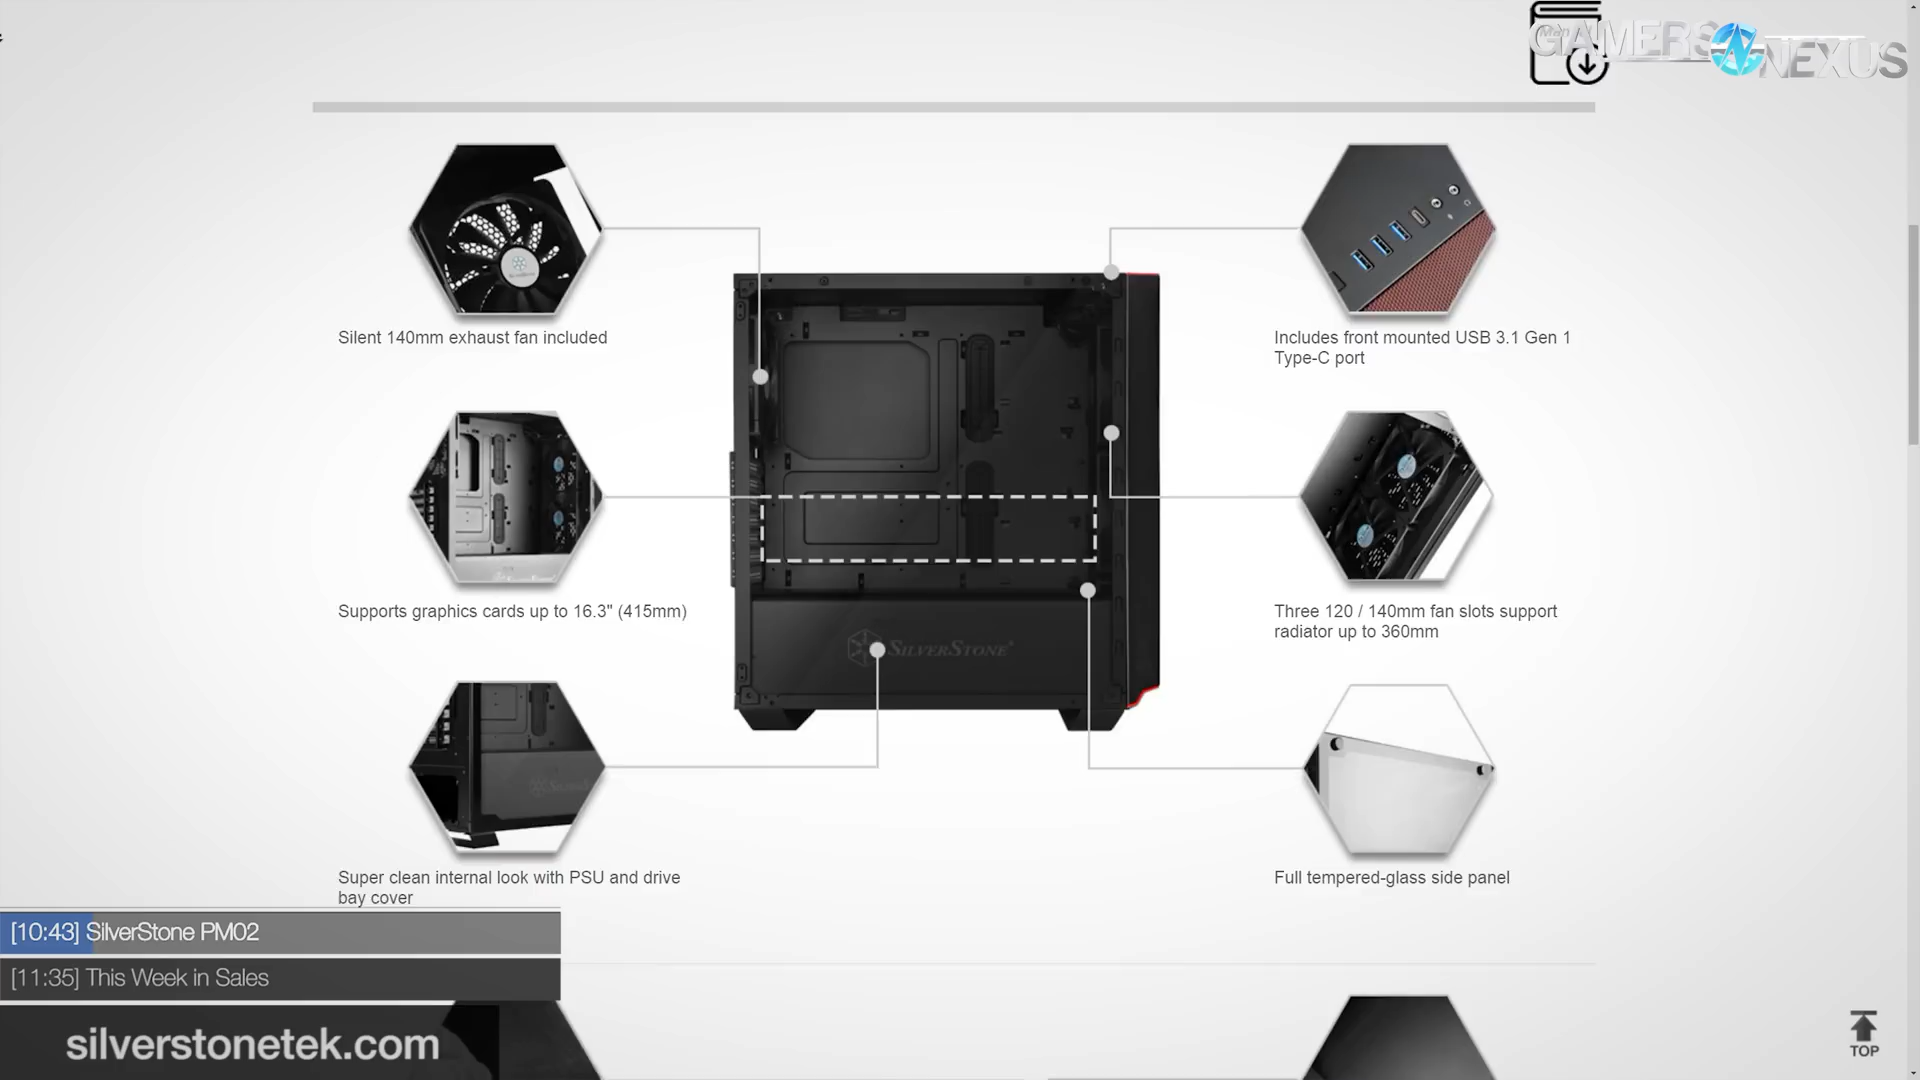 GAMERS NEXUS
Silent 140mm exhaust fan included
Includes front mounted USB 3.1 Gen 1
Type-C port
Supports graphics cards up to 16.3" (415mm)
Three 120 / 140mm fan slots support
radiator up to 360mm
SILVERSTONE®
Super clean internal look with PSU and drive
bay cover
Full tempered-glass side panel
[10:43] SilverStone PM02
[11:35] This Week in Sales
silverstonetek.com
TOP